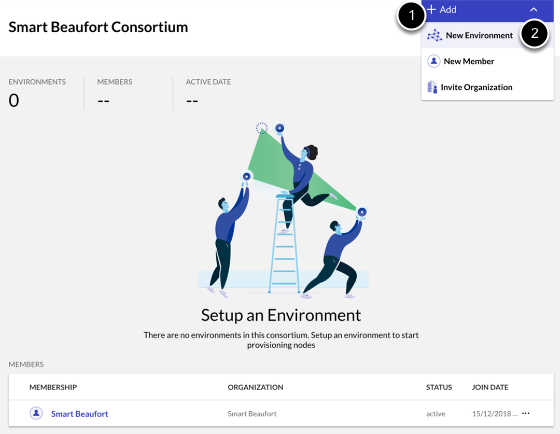 1
+ Add
Smart Beaufort Consortium
New Environment
2
New Member
Invite Organization
ENVIRONMENTS MEMBERS ACTIVE DATE
0 -- --
Setup an Environment
There are no environments in this consortium. Setup an environment to start
provisioning nodes
MEMBERS
MEMBERSHIP ORGANIZATION STATUS JOIN DATE
Smart Beaufort Smart Beaufort active 15/12/2018 ... ...